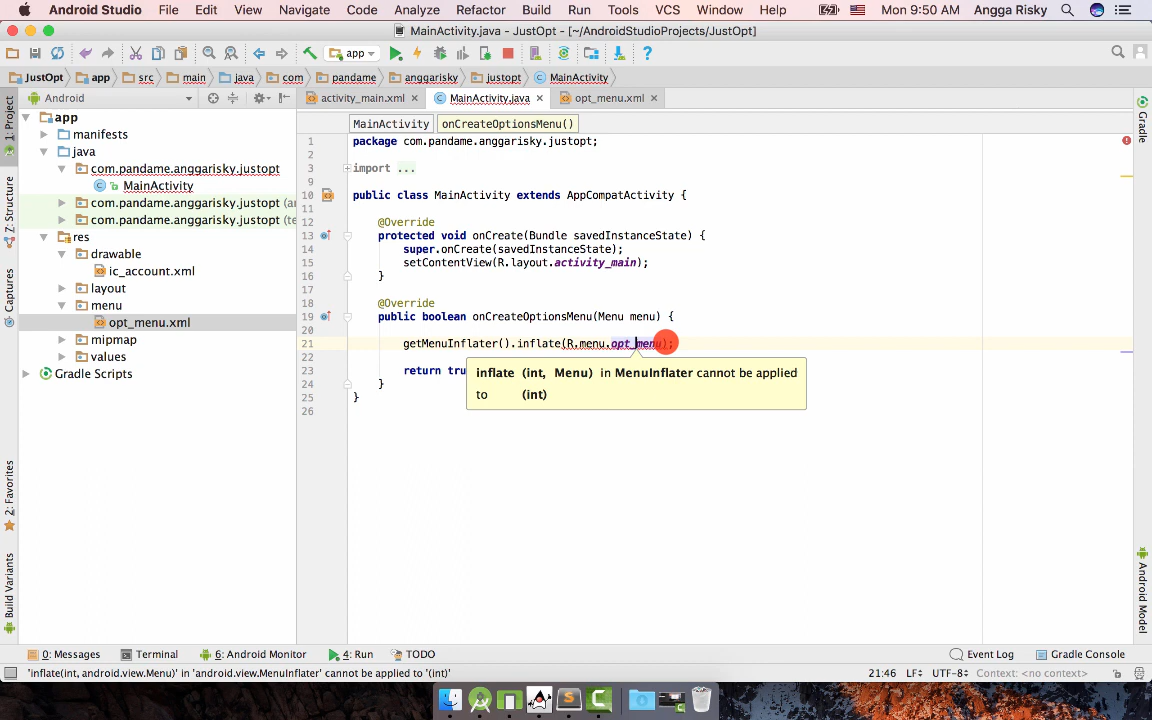 Android Studio File Edit View Navigate Code Analyze Refactor Build Run Tools VCS Window Help Mon 9:50 AM Angga Risky
MainActivity.java - JustOpt - [~/AndroidStudioProjects/JustOpt]
app
JustOpt app src main java com pandame anggarisky justopt MainActivity
Android activity_main.xml MainActivity.java opt_menu.xml
MainActivity onCreateOptionsMenu()
1: Project
Z: Structure
Captures
2: Favorites
Build Variants
app
manifests
java
com.pandame.anggarisky.justopt
MainActivity
com.pandame.anggarisky.justopt (
com.pandame.anggarisky.justopt (
res
drawable
ic_account.xml
layout
menu
opt_menu.xml
mipmap
values
Gradle Scripts
1 package com.pandame.anggarisky.justopt;
2
3 import ...
9
10 public class MainActivity extends AppCompatActivity {
11
12 @Override
13 protected void onCreate(Bundle savedInstanceState) {
14 super.onCreate(savedInstanceState);
15 setContentView(R.layout.activity_main);
16 }
17
18 @Override
19 public boolean onCreateOptionsMenu(Menu menu) {
20
21 getMenuInflater().inflate(R.menu.opt_menu);
22
23 return tru
24 }
25 }
26
inflate (int, Menu) in MenuInflater cannot be applied
to (int)
Gradle
Android Model
0: Messages Terminal 6: Android Monitor 4: Run TODO Event Log Gradle Console
'inflate(int, android.view.Menu)' in 'android.view.MenuInflater' cannot be applied to '(int)' 21:46 LF UTF-8 Context: <no context>